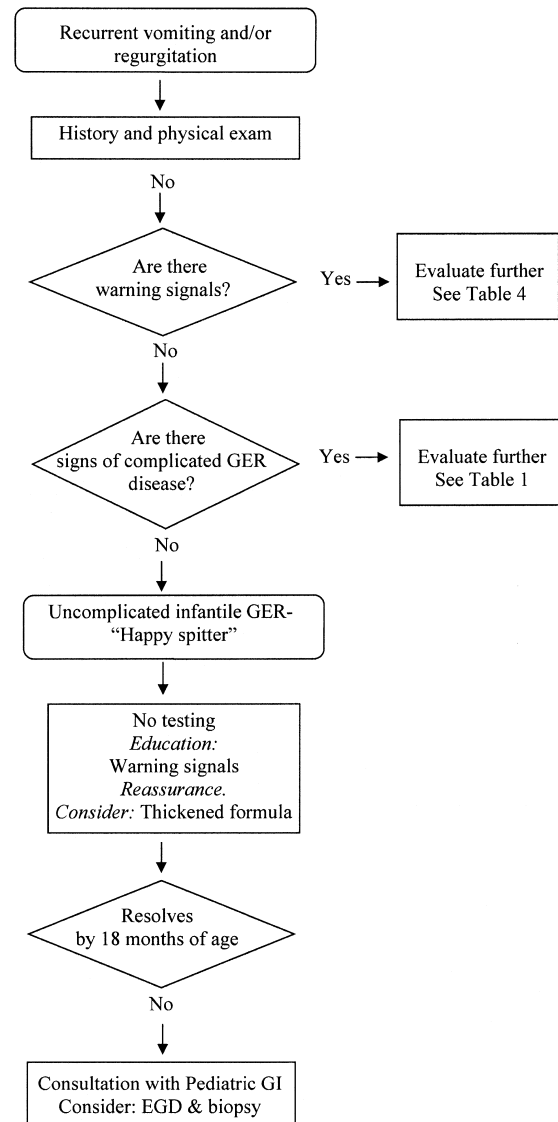 Recurrent vomiting and/or
regurgitation
History and physical exam
No
Are there
warning signals?
Yes
Evaluate further
See Table 4
No
Are there
signs of complicated GER
disease?
Yes
Evaluate further
See Table 1
No
Uncomplicated infantile GER-
“Happy spitter”
No testing
Education:
Warning signals
Reassurance.
Consider: Thickened formula
Resolves
by 18 months of age
No
Consultation with Pediatric GI
Consider: EGD & biopsy